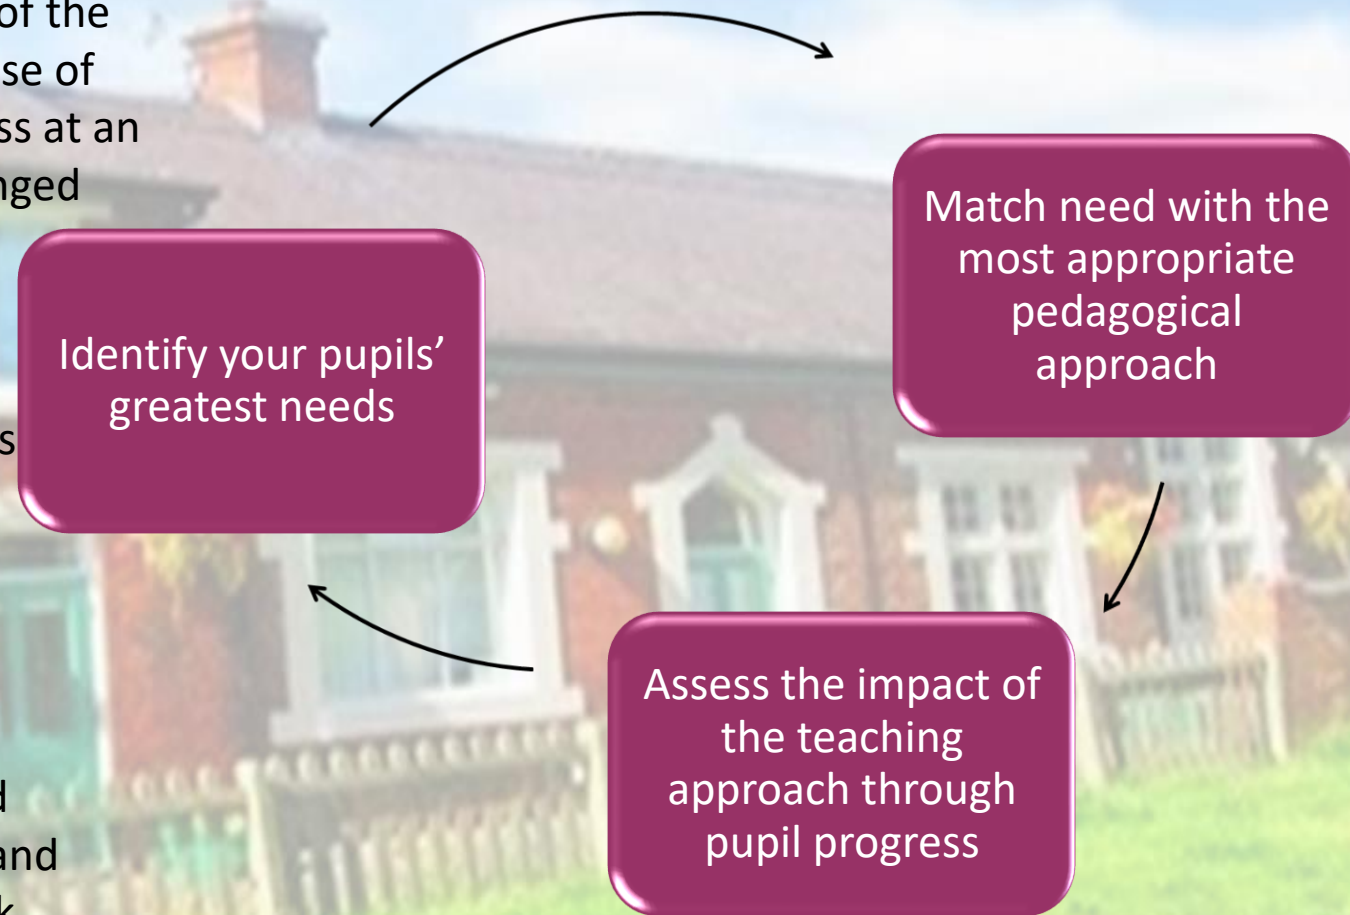 of the
se of
ss at an
nged
s
d
and
Identify your pupils’
greatest needs
Match need with the
most appropriate
pedagogical
approach
Assess the impact of
the teaching
approach through
pupil progress